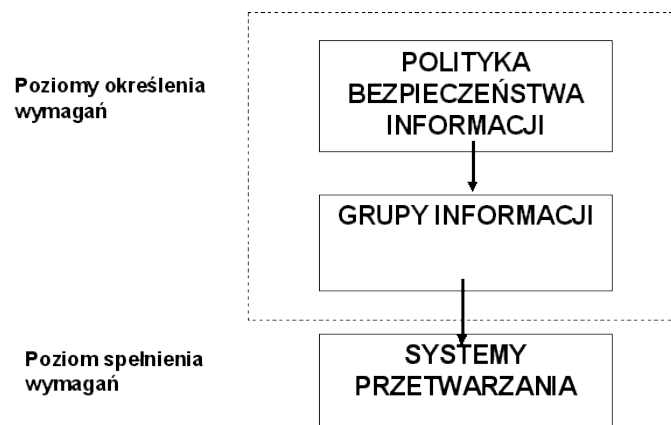 Poziomy określenia
wymagań
POLITYKA
BEZPIECZEŃSTWA
INFORMACJI
GRUPY INFORMACJI
Poziom spełnienia
wymagań
SYSTEMY
PRZETWARZANIA